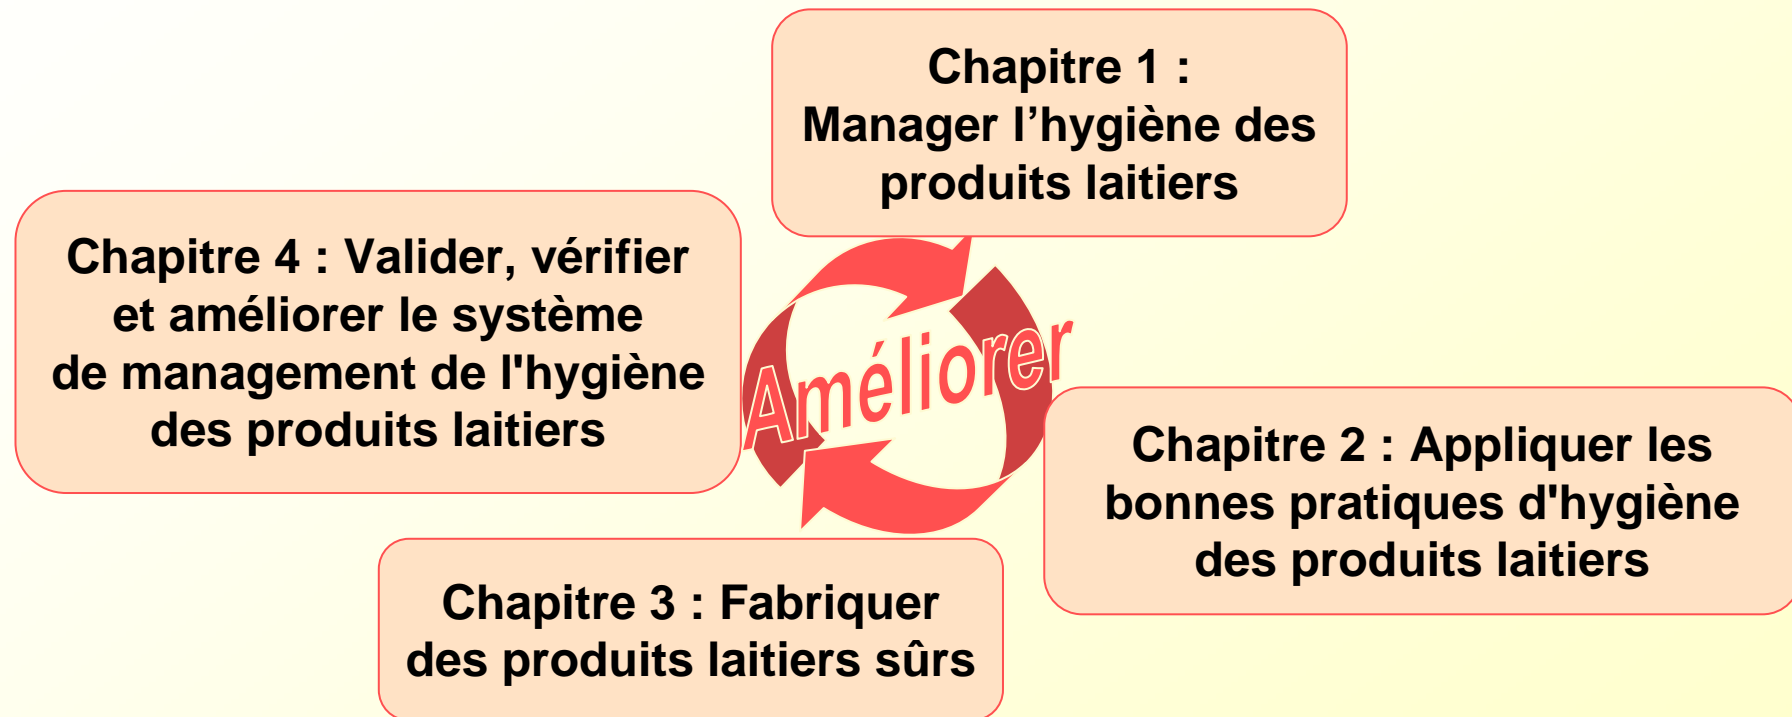 Chapitre 1 :
Manager l’hygiène des
produits laitiers
Chapitre 4 : Valider, vérifier
et améliorer le système
de management de l'hygiène
des produits laitiers
Améliorer
Chapitre 2 : Appliquer les
bonnes pratiques d'hygiène
des produits laitiers
Chapitre 3 : Fabriquer
des produits laitiers sûrs